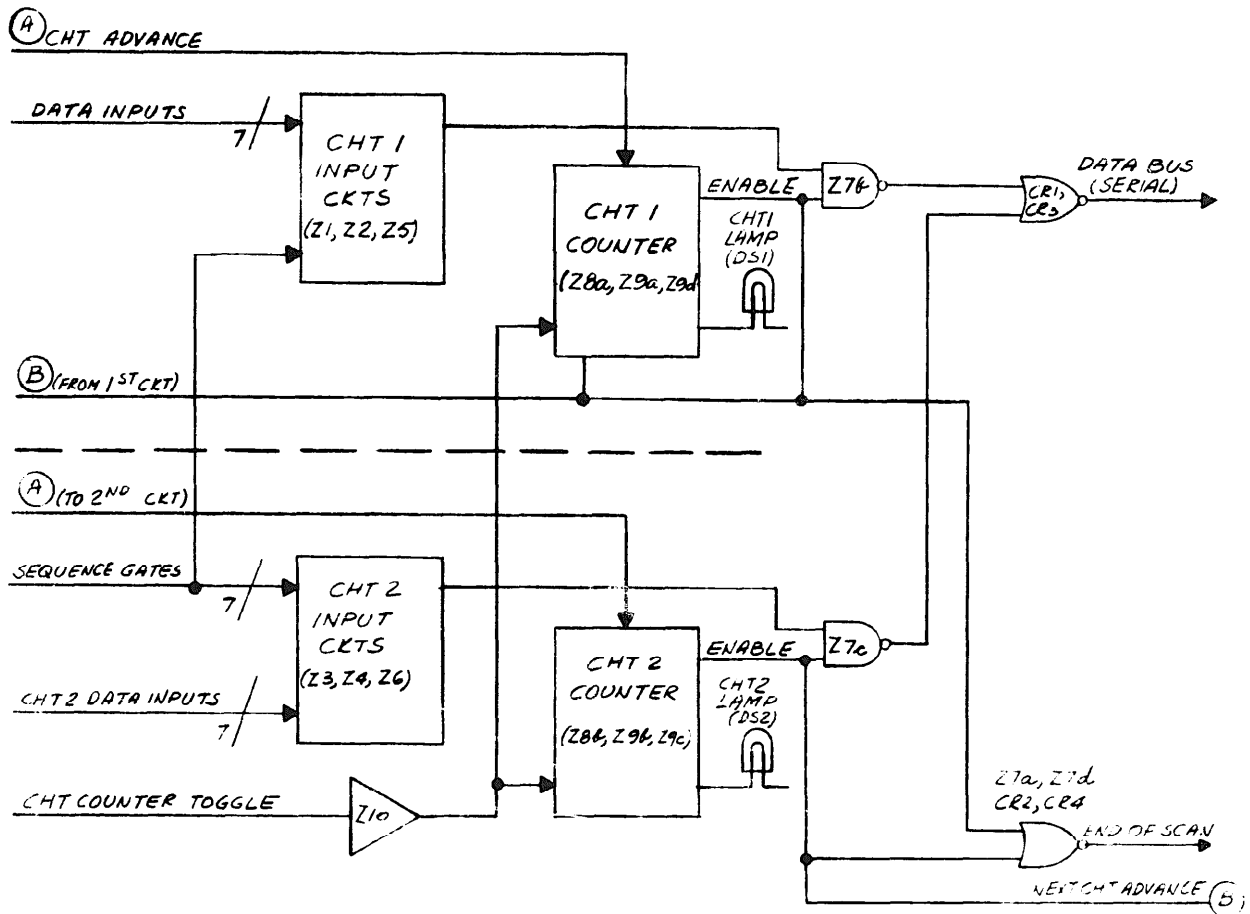 Ⓐ CHT ADVANCE
DATA INPUTS
7
CHT 1
INPUT
CKTS
(Z1, Z2, Z5)
CHT 1
COUNTER
(Z8a, Z9a, Z9d
ENABLE
CHT1
LAMP
(DS1)
Z7b
CR1,
CR3
DATA BUS
(SERIAL)
Ⓑ (FROM 1ST CKT)
Ⓐ (TO 2ND CKT)
SEQUENCE GATES
7
CHT 2
INPUT
CKTS
(Z3, Z4, Z6)
CHT2 DATA INPUTS
7
CHT 2
COUNTER
(Z8b, Z9b, Z9c)
ENABLE
CHT2
LAMP
(DS2)
Z7c
CHT COUNTER TOGGLE
Z10
Z7a, Z7d
CR2, CR4
END OF SCAN
NEXT CHT ADVANCE Ⓑ